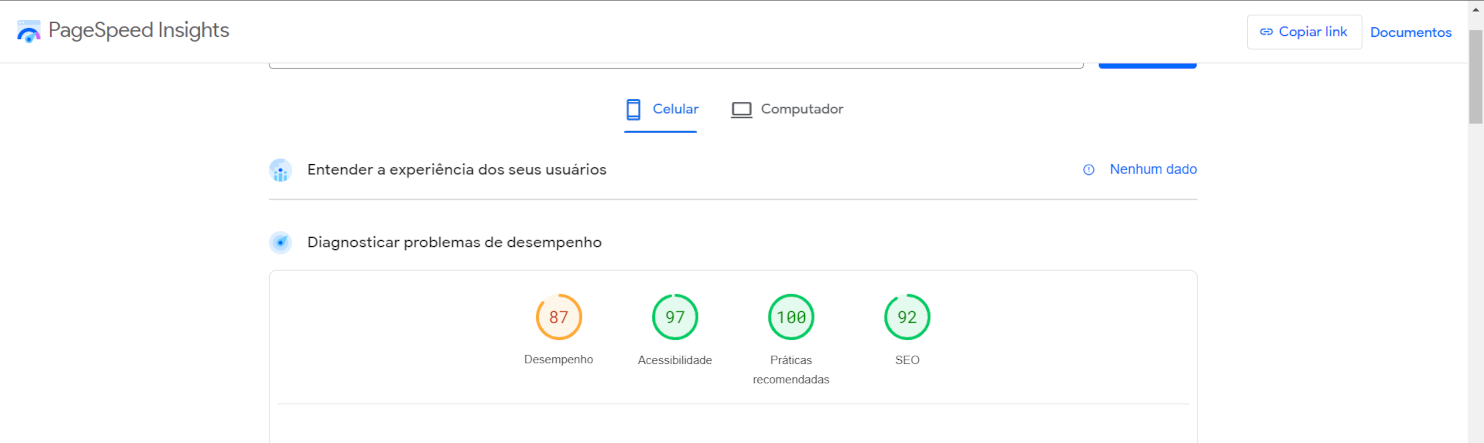 PageSpeed Insights
Copiar link
Documentos
Celular
Computador
Entender a experiência dos seus usuários
Nenhum dado
Diagnosticar problemas de desempenho
87
97
100
92
Desempenho
Acessibilidade
Práticas
recomendadas
SEO